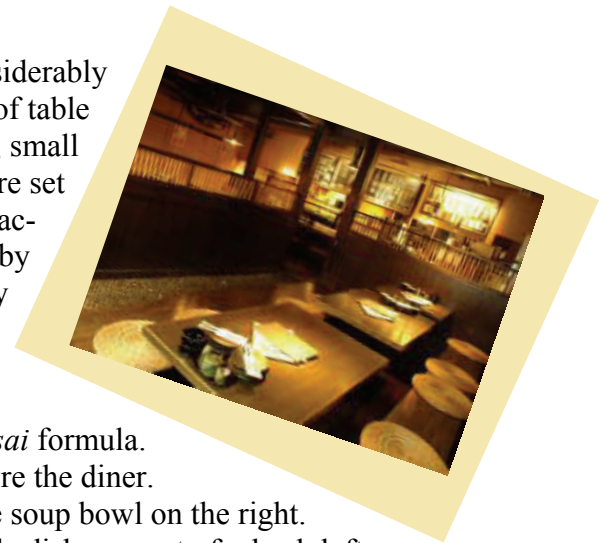 siderably
of table
small
re set
ac-
by
y
sai formula.
re the diner.
e soup bowl on the right.